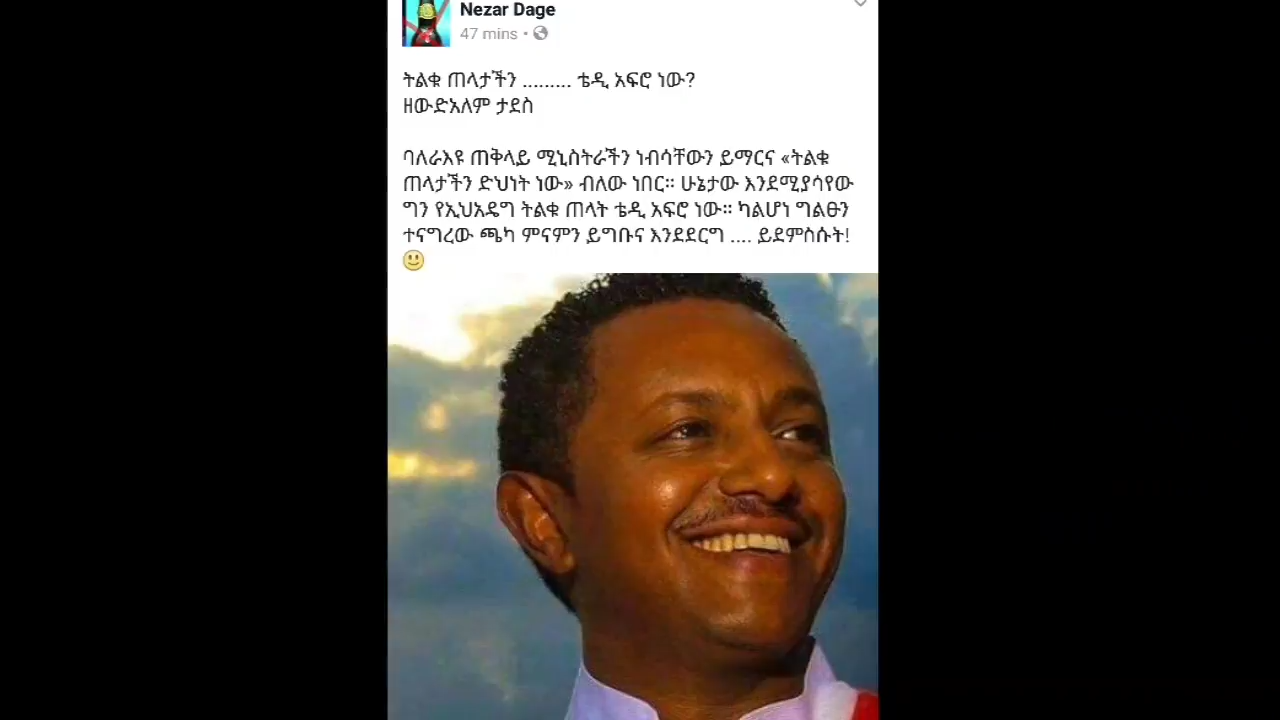 Nezar Dage
47 mins •
ትልቁ ጠላታችን ......... ቴዲ አፍሮ ነው?
ዘውድአለም ታደስ
ባለራእዩ ጠቅላይ ሚኒስትራችን ነብሳቸውን ይማርና «ትልቁ
ጠላታችን ድህነት ነው» ብለው ነበር። ሁኔታው እንደሚያሳየው
ግን የኢህአዴግ ትልቁ ጠላት ቴዲ አፍሮ ነው። ካልሆነ ግልፁን
ተናግረው ጫካ ምናምን ይግቡና እንደደርግ .... ይደምስሱት!